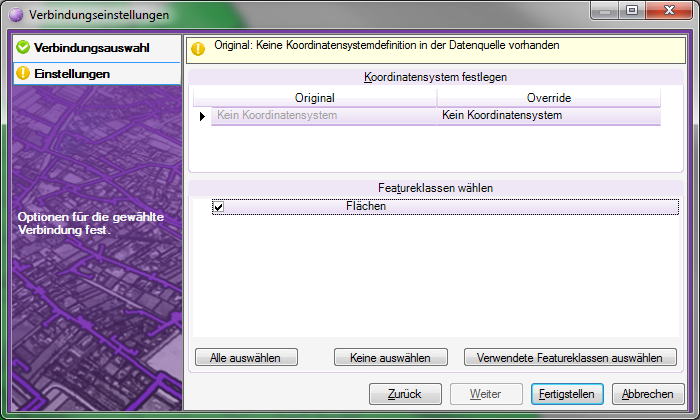 Verbindungseinstellungen
Verbindungsauswahl
Einstellungen
Optionen für die gewählte
Verbindung fest.
Original: Keine Koordinatensystemdefinition in der Datenquelle vorhanden
Koordinatensystem festlegen
Original Override
Kein Koordinatensystem Kein Koordinatensystem
Featureklassen wählen
Flächen
Alle auswählen Keine auswählen Verwendete Featureklassen auswählen
Zurück Weiter Fertigstellen Abbrechen